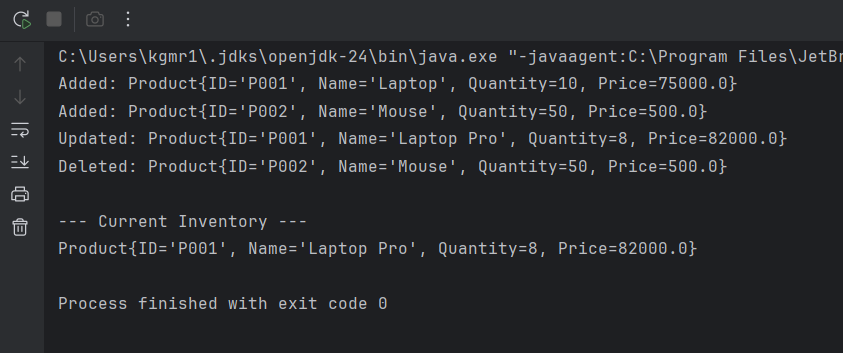 C:\Users\kgmr1\.jdks\openjdk-24\bin\java.exe "-javaagent:C:\Program Files\JetBr
Added: Product{ID='P001', Name='Laptop', Quantity=10, Price=75000.0}
Added: Product{ID='P002', Name='Mouse', Quantity=50, Price=500.0}
Updated: Product{ID='P001', Name='Laptop Pro', Quantity=8, Price=82000.0}
Deleted: Product{ID='P002', Name='Mouse', Quantity=50, Price=500.0}
--- Current Inventory ---
Product{ID='P001', Name='Laptop Pro', Quantity=8, Price=82000.0}
Process finished with exit code 0